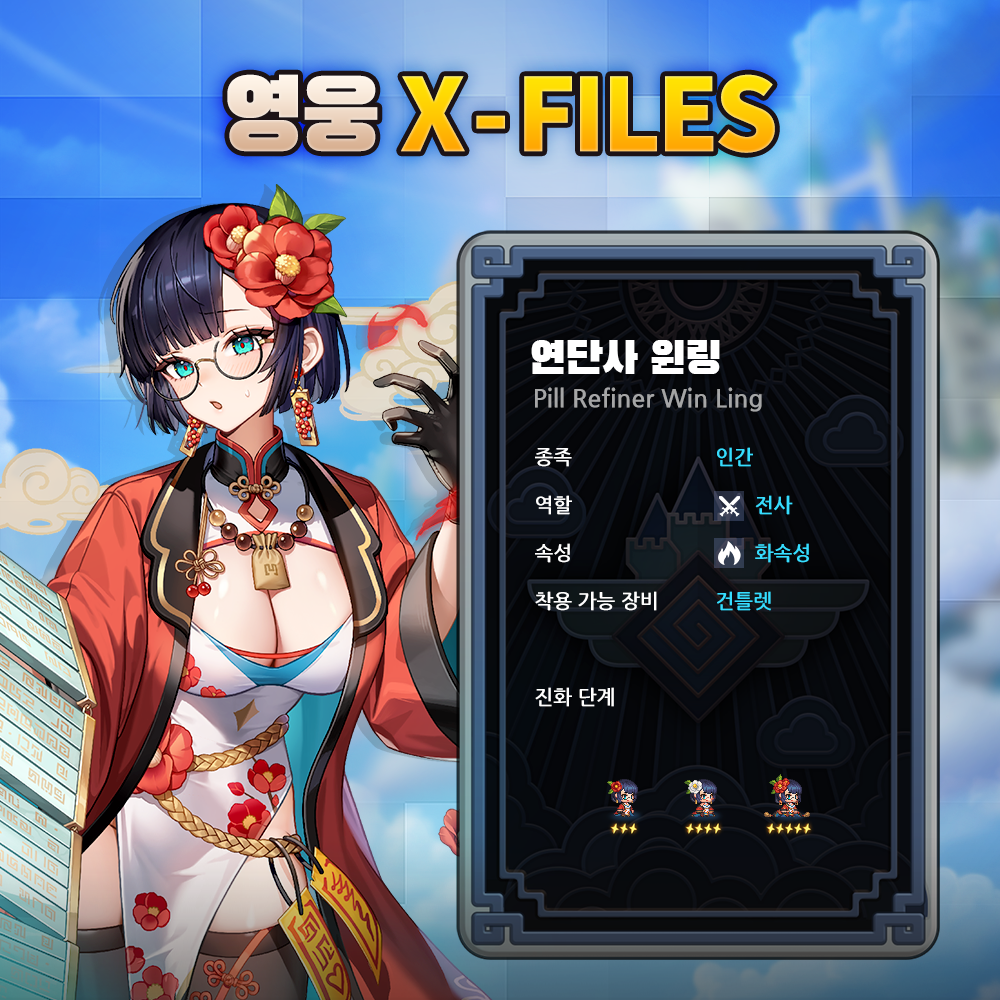 영웅 X-FILES
연단사 윈링
Pill Refiner Win Ling
종족 인간
역할 전사
속성 화속성
착용 가능 장비 건틀렛
진화 단계